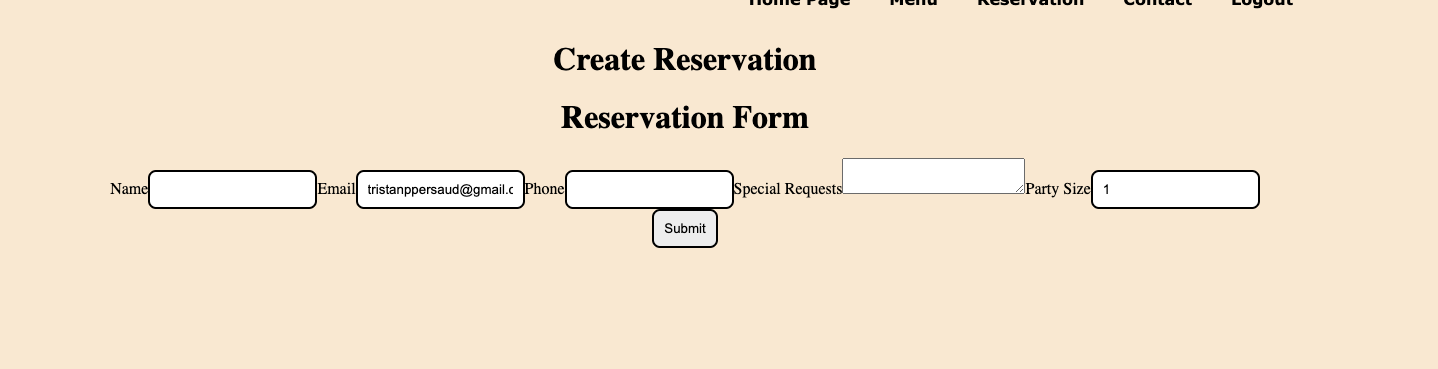 Home Page Menu Reservation Contact Logout
Create Reservation
Reservation Form
Name Email tristanppersaud@gmail.c Phone Special Requests Party Size 1
Submit